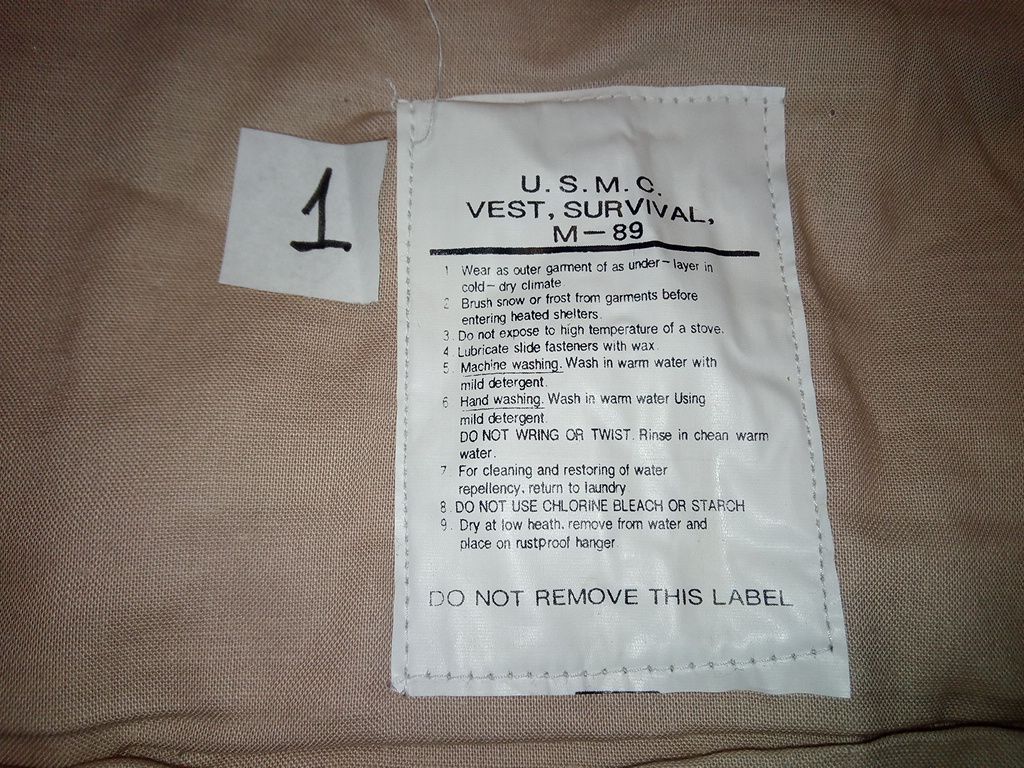 1
U. S. M. C.
VEST, SURVIVAL,
M-89
1 Wear as outer garment of as under-layer in
cold-dry climate
2 Brush snow or frost from garments before
entering heated shelters.
3. Do not expose to high temperature of a stove.
4. Lubricate slide fasteners with wax.
5. Machine washing. Wash in warm water with
mild detergent.
6 Hand washing. Wash in warm water Using
mild detergent.
DO NOT WRING OR TWIST. Rinse in chean warm
water.
7. For cleaning and restoring of water
repellency, return to laundry
8. DO NOT USE CHLORINE BLEACH OR STARCH
9. Dry at low heath, remove from water and
place on rustproof hanger.
DO NOT REMOVE THIS LABEL